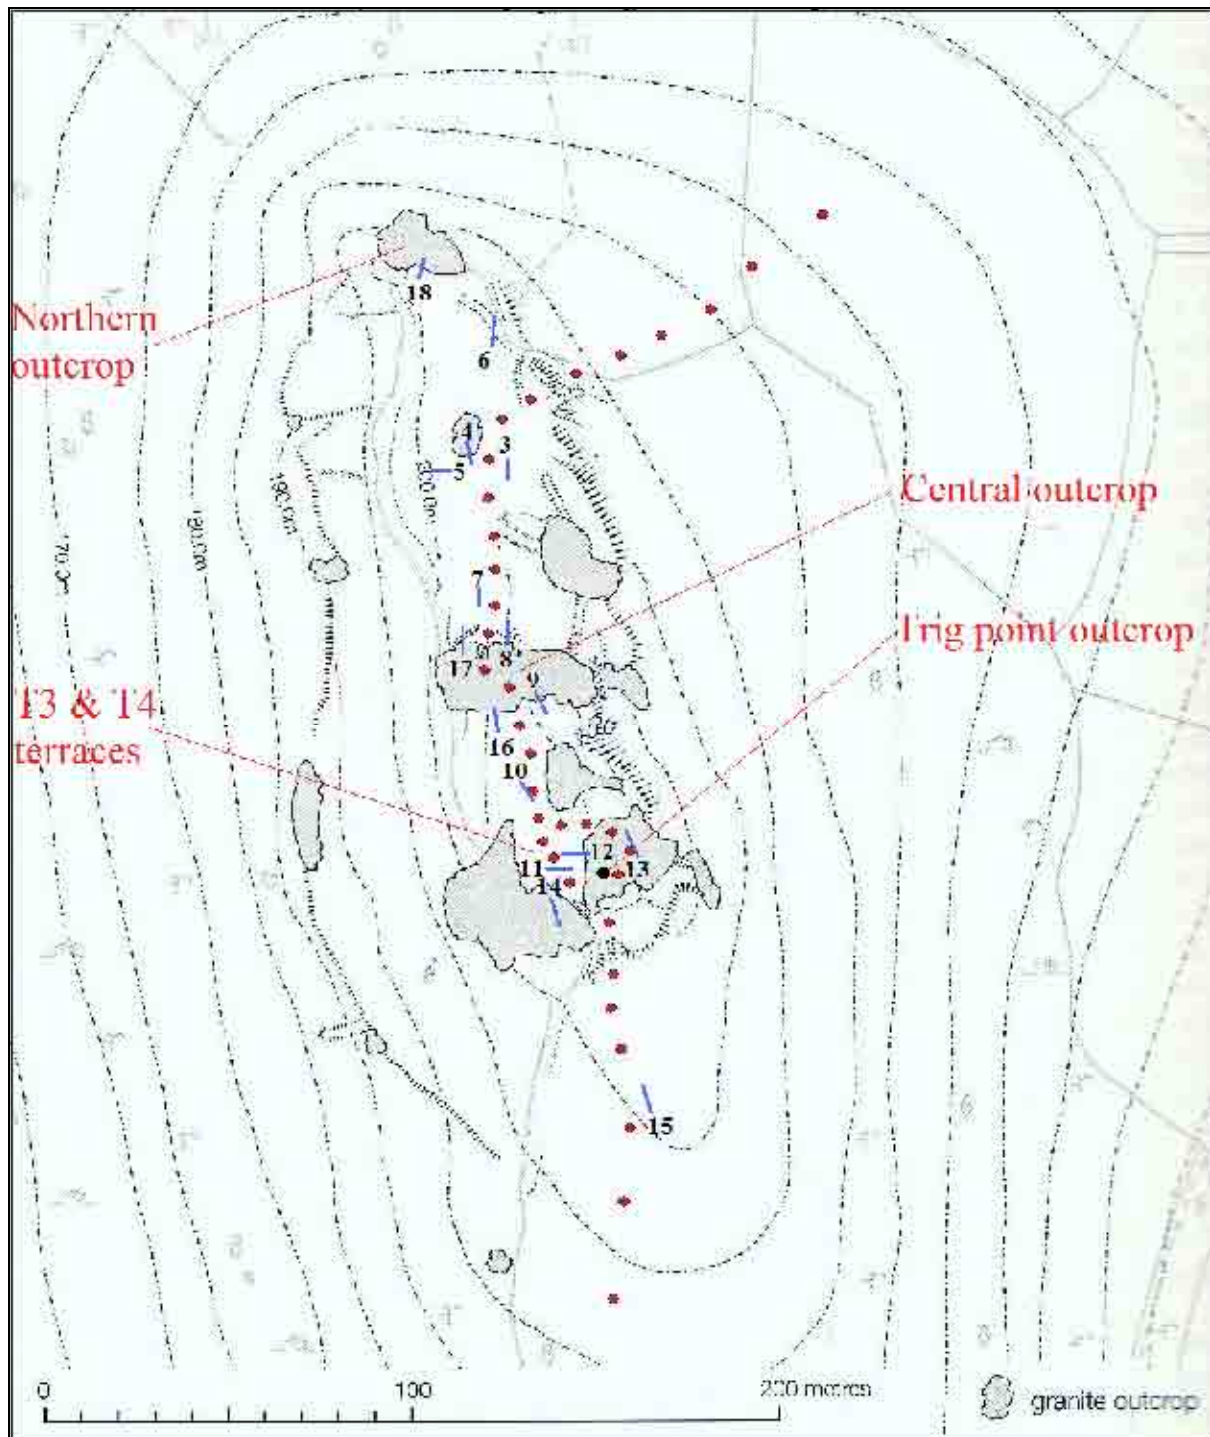 18
Northern
outcrop
6
4
3
5
200.0m
190.0m
Central outcrop
180.0m
170.0m
7
Trig point outcrop
8
17
9
T3 & T4
terraces
16
10
12
11
13
14
15
0
100
200 metres
granite outcrop